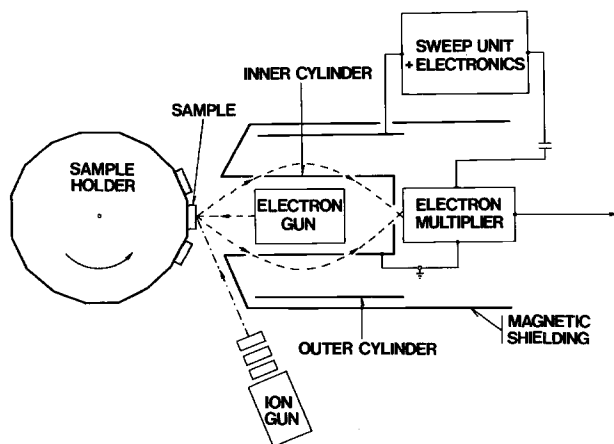 SWEEP UNIT
+ ELECTRONICS
INNER CYLINDER
SAMPLE
SAMPLE
HOLDER
ELECTRON
GUN
ELECTRON
MULTIPLIER
MAGNETIC
SHIELDING
OUTER CYLINDER
ION
GUN